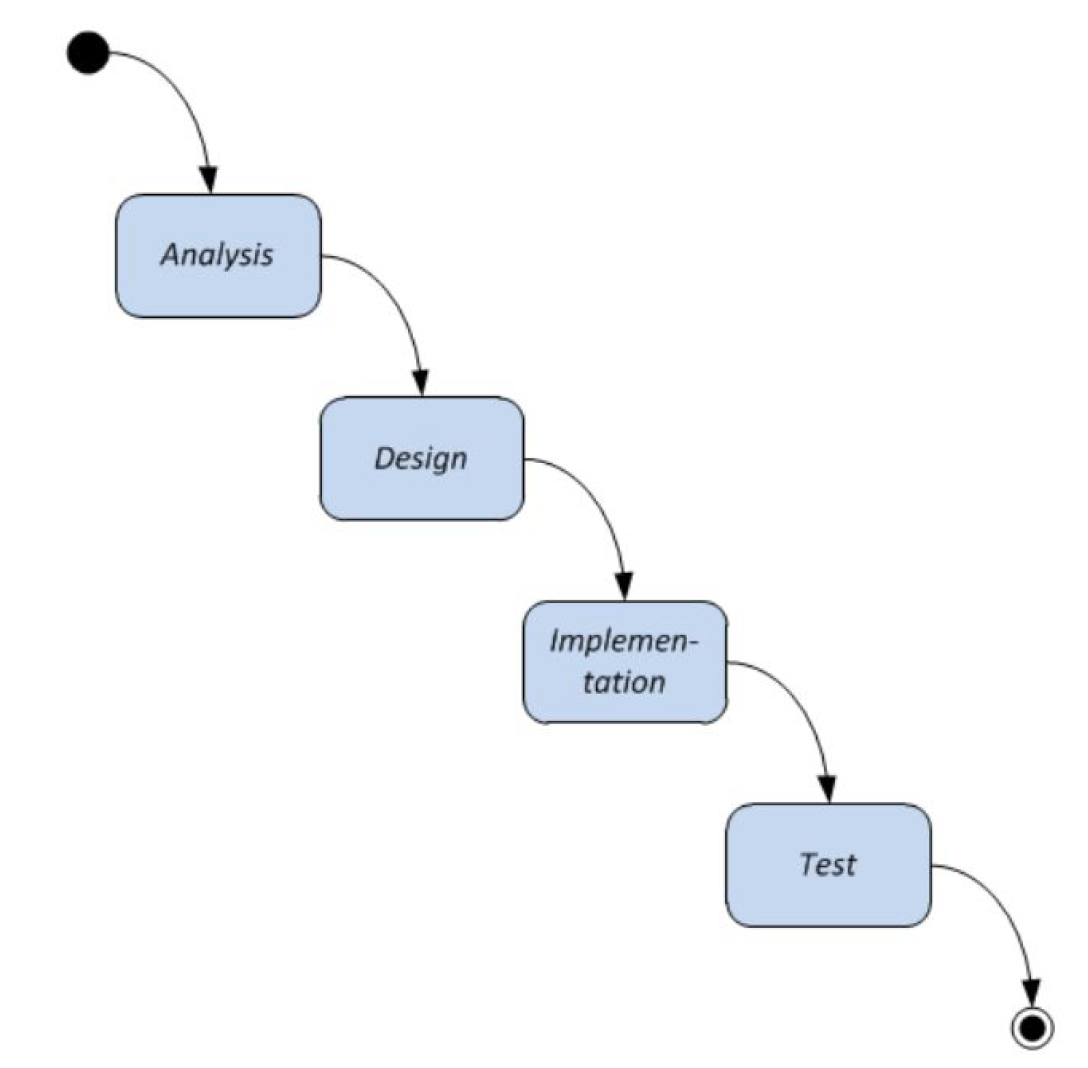 Analysis
Design
Implemen-
tation
Test